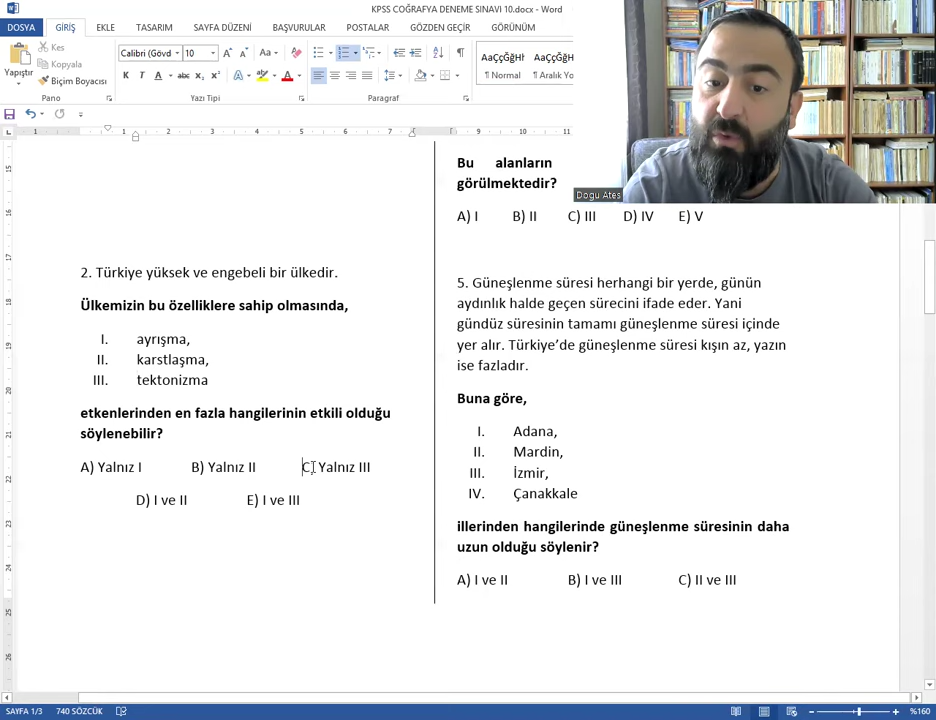 KPSS COĞRAFYA DENEME SINAVI 10.docx - Word
DOSYA GİRİŞ EKLE TASARIM SAYFA DÜZENİ BAŞVURULAR POSTALAR GÖZDEN GEÇİR GÖRÜNÜM
Yapıştır
Kes
Kopyala
Biçim Boyacısı
Pano
Calibri (Gövd 10
Yazı Tipi
Paragraf
AaÇçĞğHł AaÇçĞğH
¶ Normal ¶ Aralık Yo
Dogu Ates
2. Türkiye yüksek ve engebeli bir ülkedir.
Ülkemizin bu özelliklere sahip olmasında,
I. ayrışma,
II. karstlaşma,
III. tektonizma
etkenlerinden en fazla hangilerinin etkili olduğu
söylenebilir?
A) Yalnız I B) Yalnız II C) Yalnız III
D) I ve II E) I ve III
Bu alanların
görülmektedir?
A) I B) II C) III D) IV E) V
5. Güneşlenme süresi herhangi bir yerde, günün
aydınlık halde geçen sürecini ifade eder. Yani
gündüz süresinin tamamı güneşlenme süresi içinde
yer alır. Türkiye’de güneşlenme süresi kışın az, yazın
ise fazladır.
Buna göre,
I. Adana,
II. Mardin,
III. İzmir,
IV. Çanakkale
illerinden hangilerinde güneşlenme süresinin daha
uzun olduğu söylenir?
A) I ve II B) I ve III C) II ve III
SAYFA 1/3 740 SÖZCÜK
%160